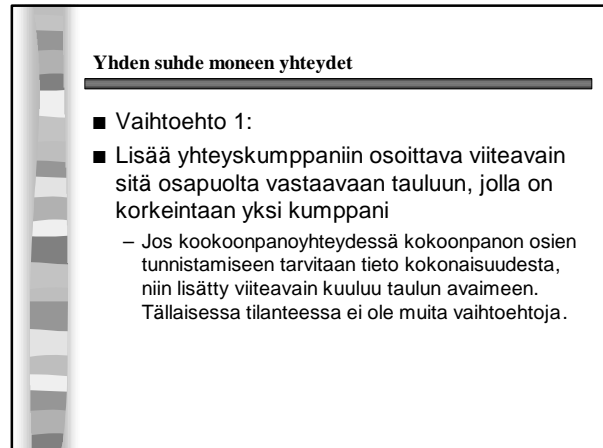 Yhden suhde moneen yhteydet
■ Vaihtoehto 1:
■ Lisää yhteyskumppaniin osoittava viiteavain
sitä osapuolta vastaavaan tauluun, jolla on
korkeintaan yksi kumppani
– Jos kookoonpanoyhteydessä kokoonpanon osien
tunnistamiseen tarvitaan tieto kokonaisuudesta,
niin lisätty viiteavain kuuluu taulun avaimeen.
Tällaisessa tilanteessa ei ole muita vaihtoehtoja.